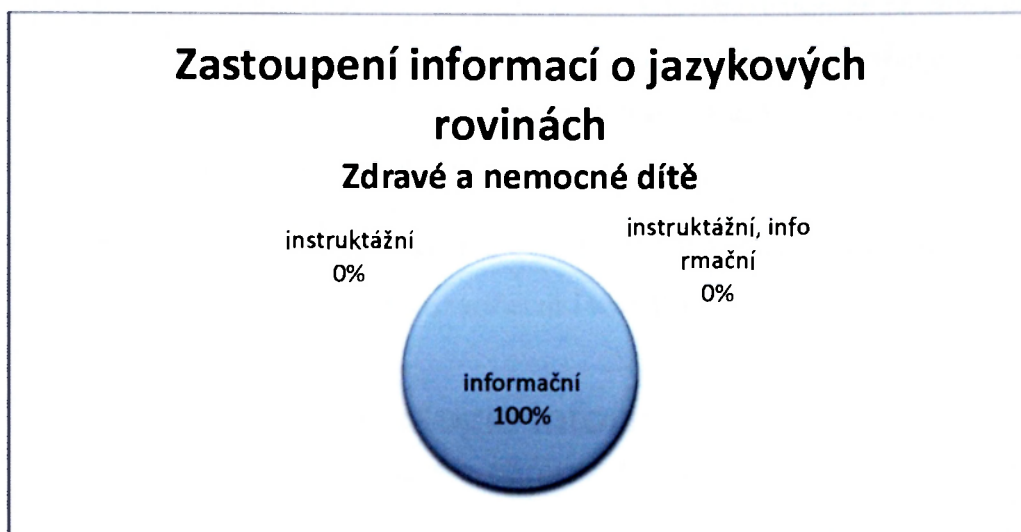 Zastoupení informací o jazykových
rovinách
Zdravé a nemocné dítě
instruktážní
0%
instruktážní, info
rmační
0%
informační
100%